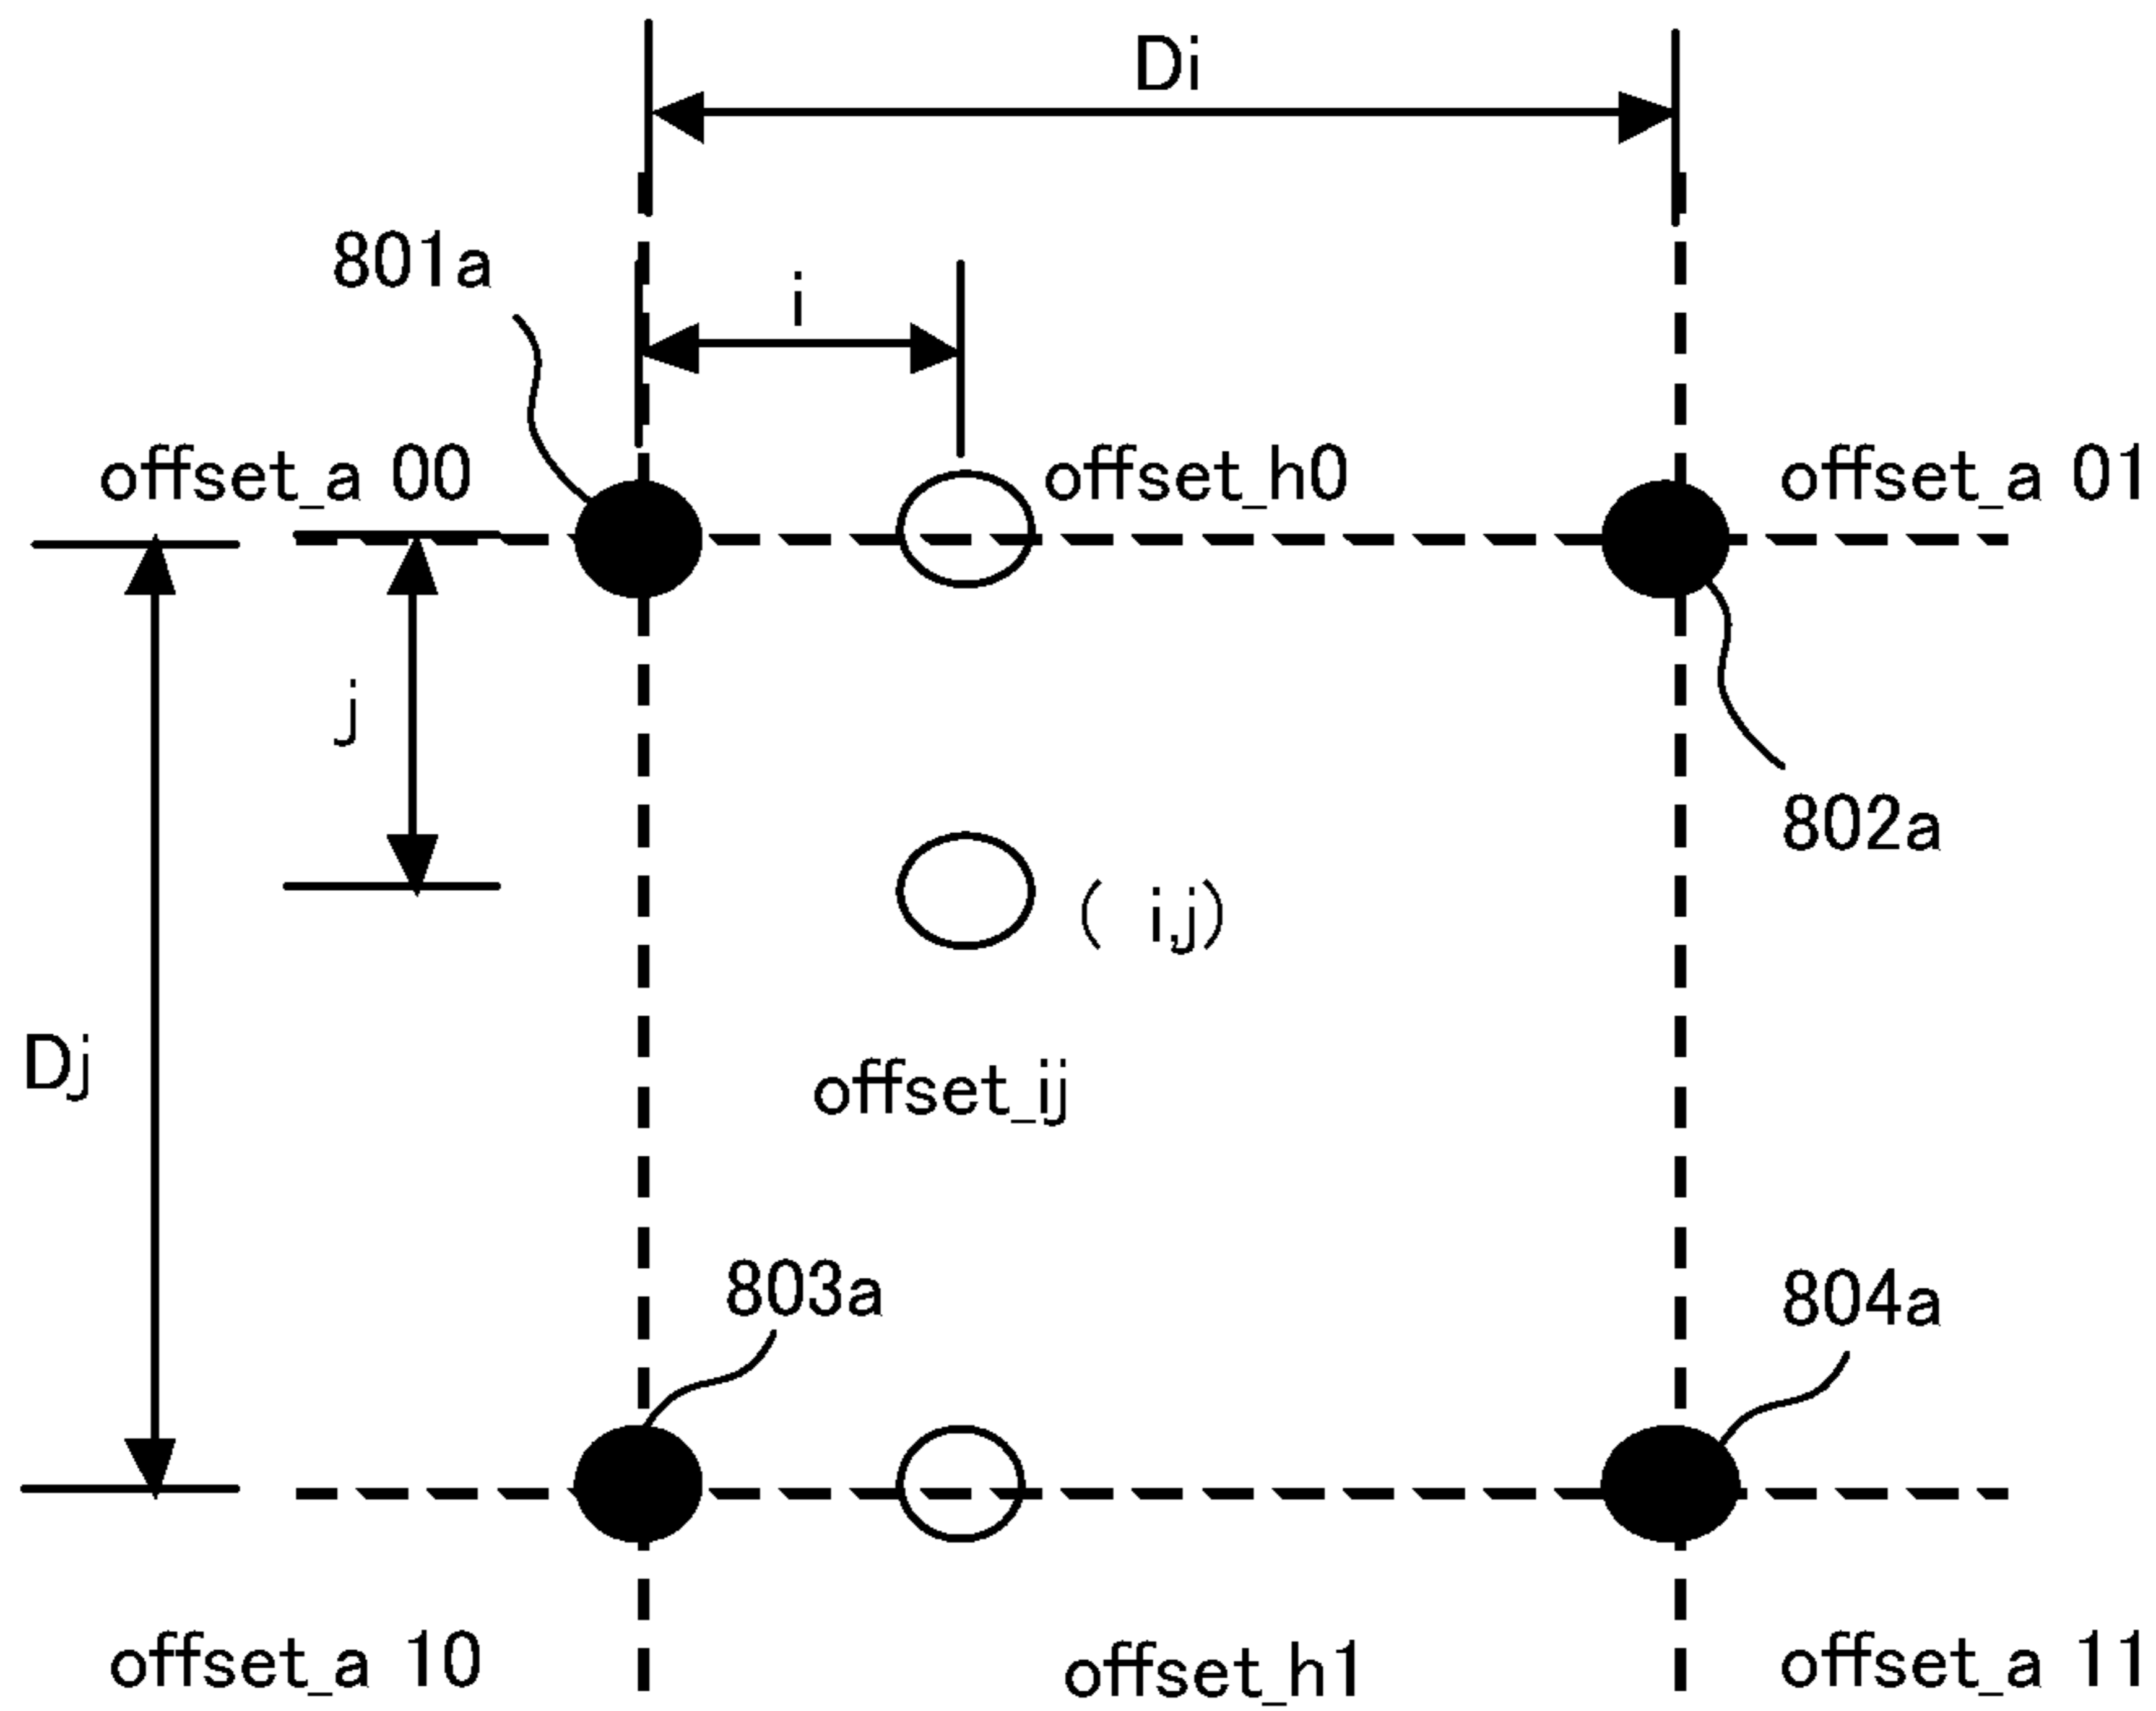 Di
801a
i
offset_a 00
offset_h0
offset_a 01
j
802a
( i,j)
Dj
offset_ij
803a
804a
offset_a 10
offset_h1
offset_a 11